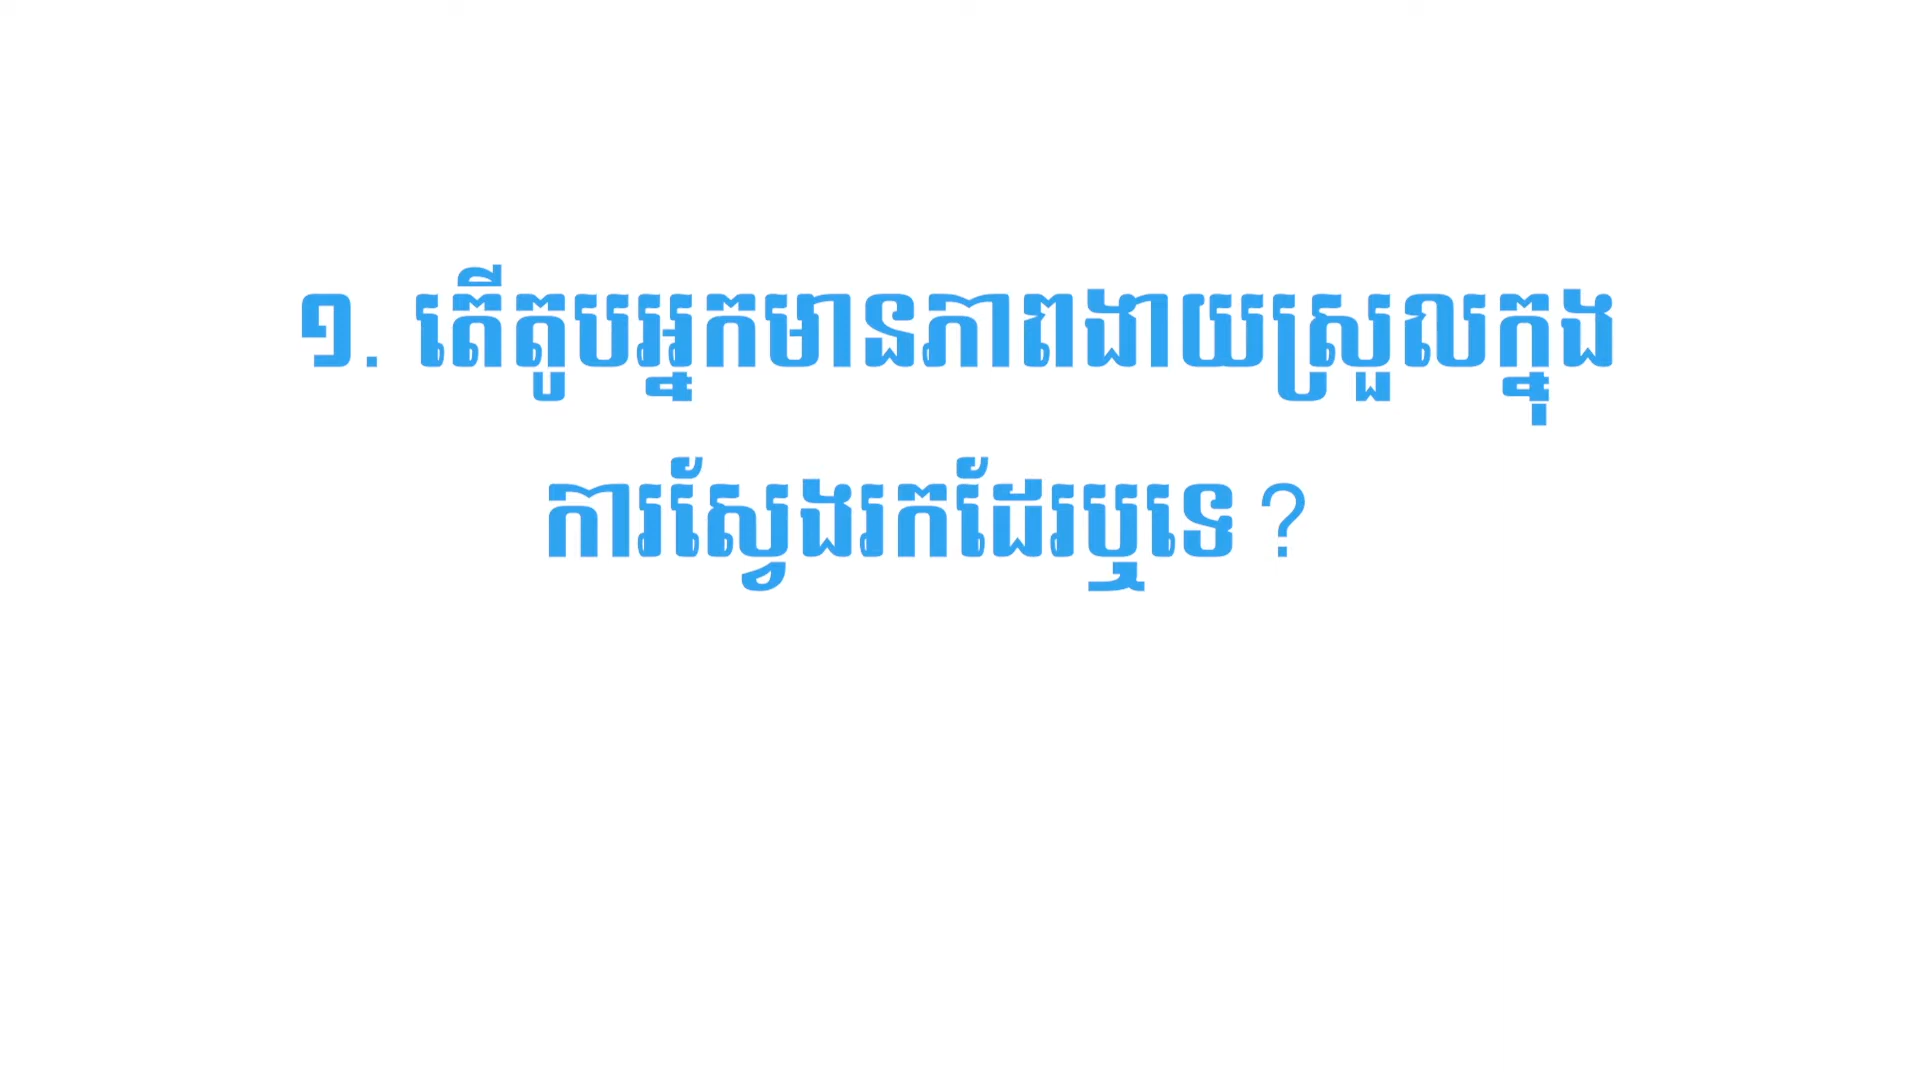 ១. តើតូបអ្នកមានភាពងាយស្រួលក្នុង
ការស្វែងរកដែរឬទេ?